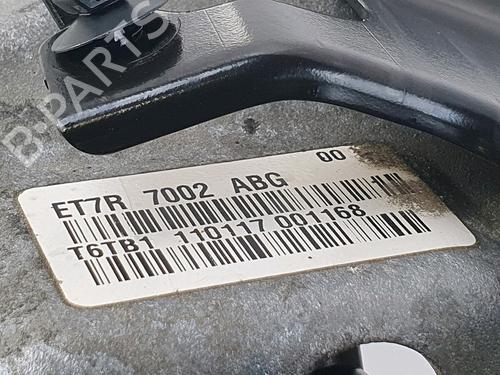 B-PARTS
ET7R 7002 ABG 00
T6TB1 110117 001168